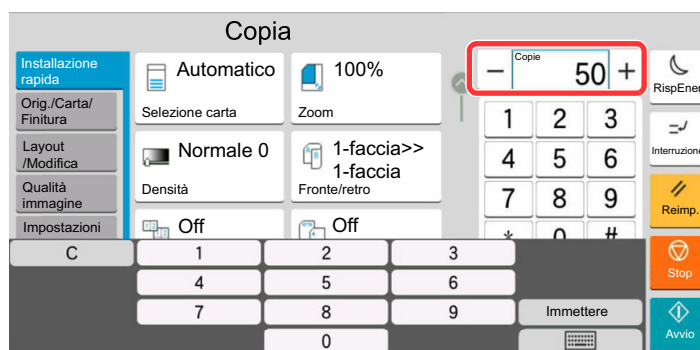 Copia
Installazione
rapida
Orig./Carta/
Finitura
Layout
/Modifica
Qualità
immagine
Impostazioni
Automatico
Selezione carta
100%
Zoom
Normale 0
Densità
1-faccia>>
1-faccia
Fronte/retro
Off
Off
Copie
− 50 +
1 2 3
4 5 6
7 8 9
* 0 #
RispEner
Interruzione
Reimp.
Stop
Avvio
C 1 2 3
4 5 6
7 8 9 Immettere
0